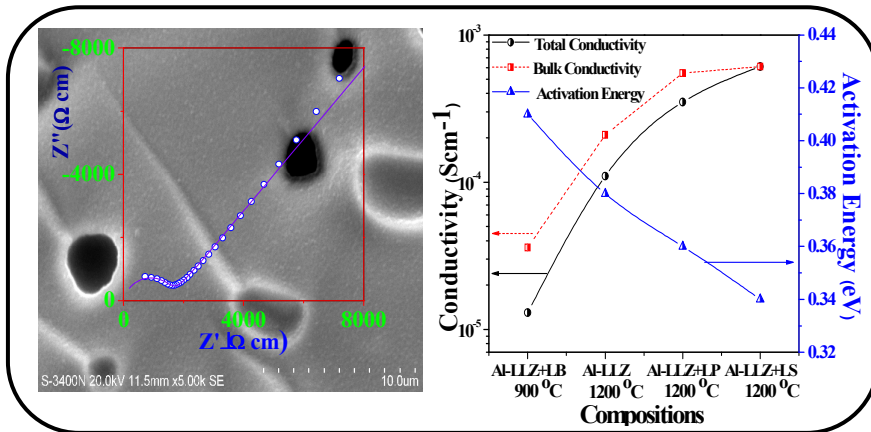 -8000
-4000
0
Z''(Ω cm)
0
4000
8000
Z'⊥Ω cm)
S-3400N 20.0kV 11.5mm x5.00k SE
10.0um
10⁻³
10⁻⁴
10⁻⁵
Conductivity (Scm⁻¹)
Total Conductivity
Bulk Conductivity
Activation Energy
0.44
0.42
0.40
0.38
0.36
0.34
0.32
Activation Energy (eV)
Al-LLZ+LB Al-LLZ Al-LLZ+LP Al-LLZ+LS
900 °C 1200 °C 1200 °C 1200 °C
Compositions